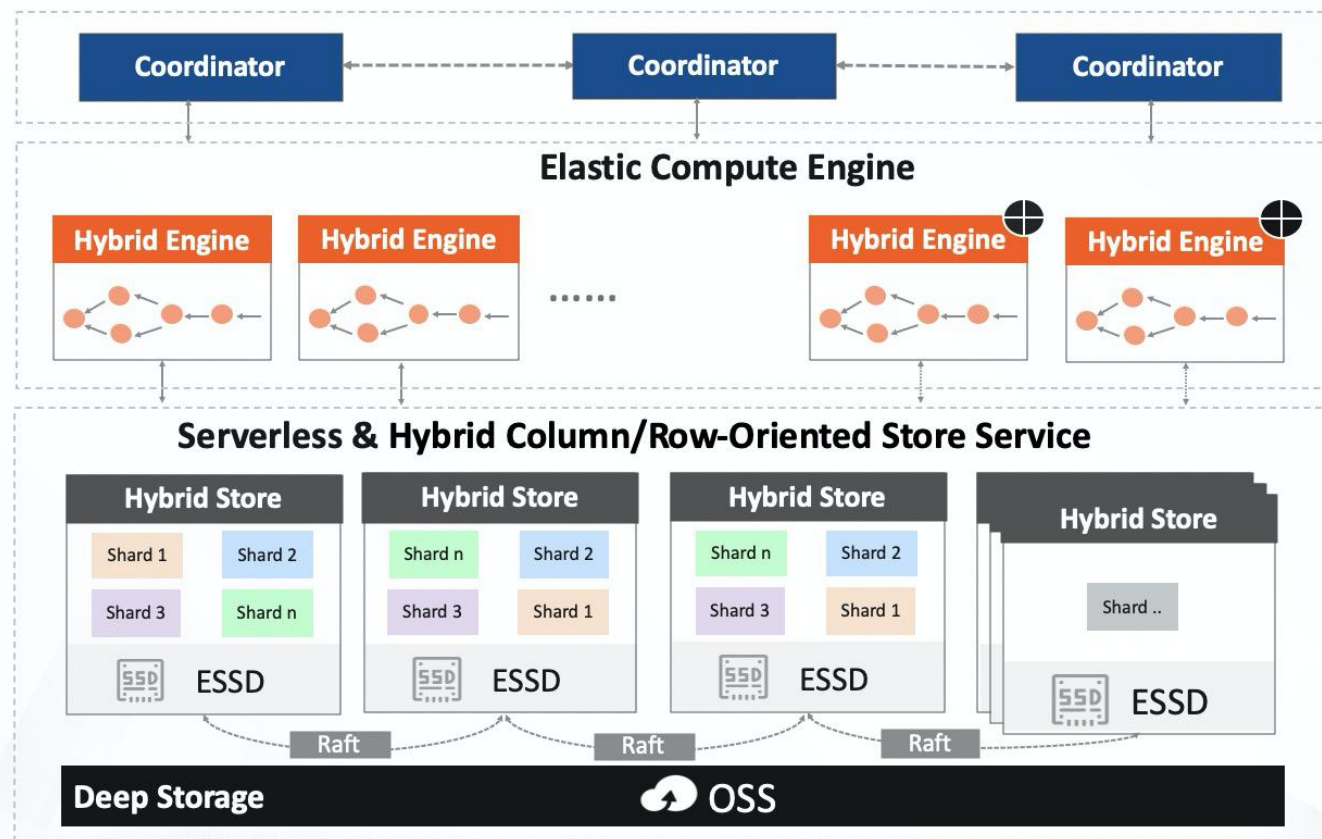 Coordinator
Coordinator
Coordinator
Elastic Compute Engine
Hybrid Engine
Hybrid Engine
.......
Hybrid Engine
Hybrid Engine
Serverless & Hybrid Column/Row-Oriented Store Service
Hybrid Store
Shard 1
Shard 2
Shard 3
Shard n
SSD
ESSD
Hybrid Store
Shard n
Shard 2
Shard 3
Shard 1
SSD
ESSD
Hybrid Store
Shard n
Shard 2
Shard 3
Shard 1
SSD
ESSD
Hybrid Store
Shard ..
SSD
ESSD
Raft
Raft
Raft
Deep Storage
OSS